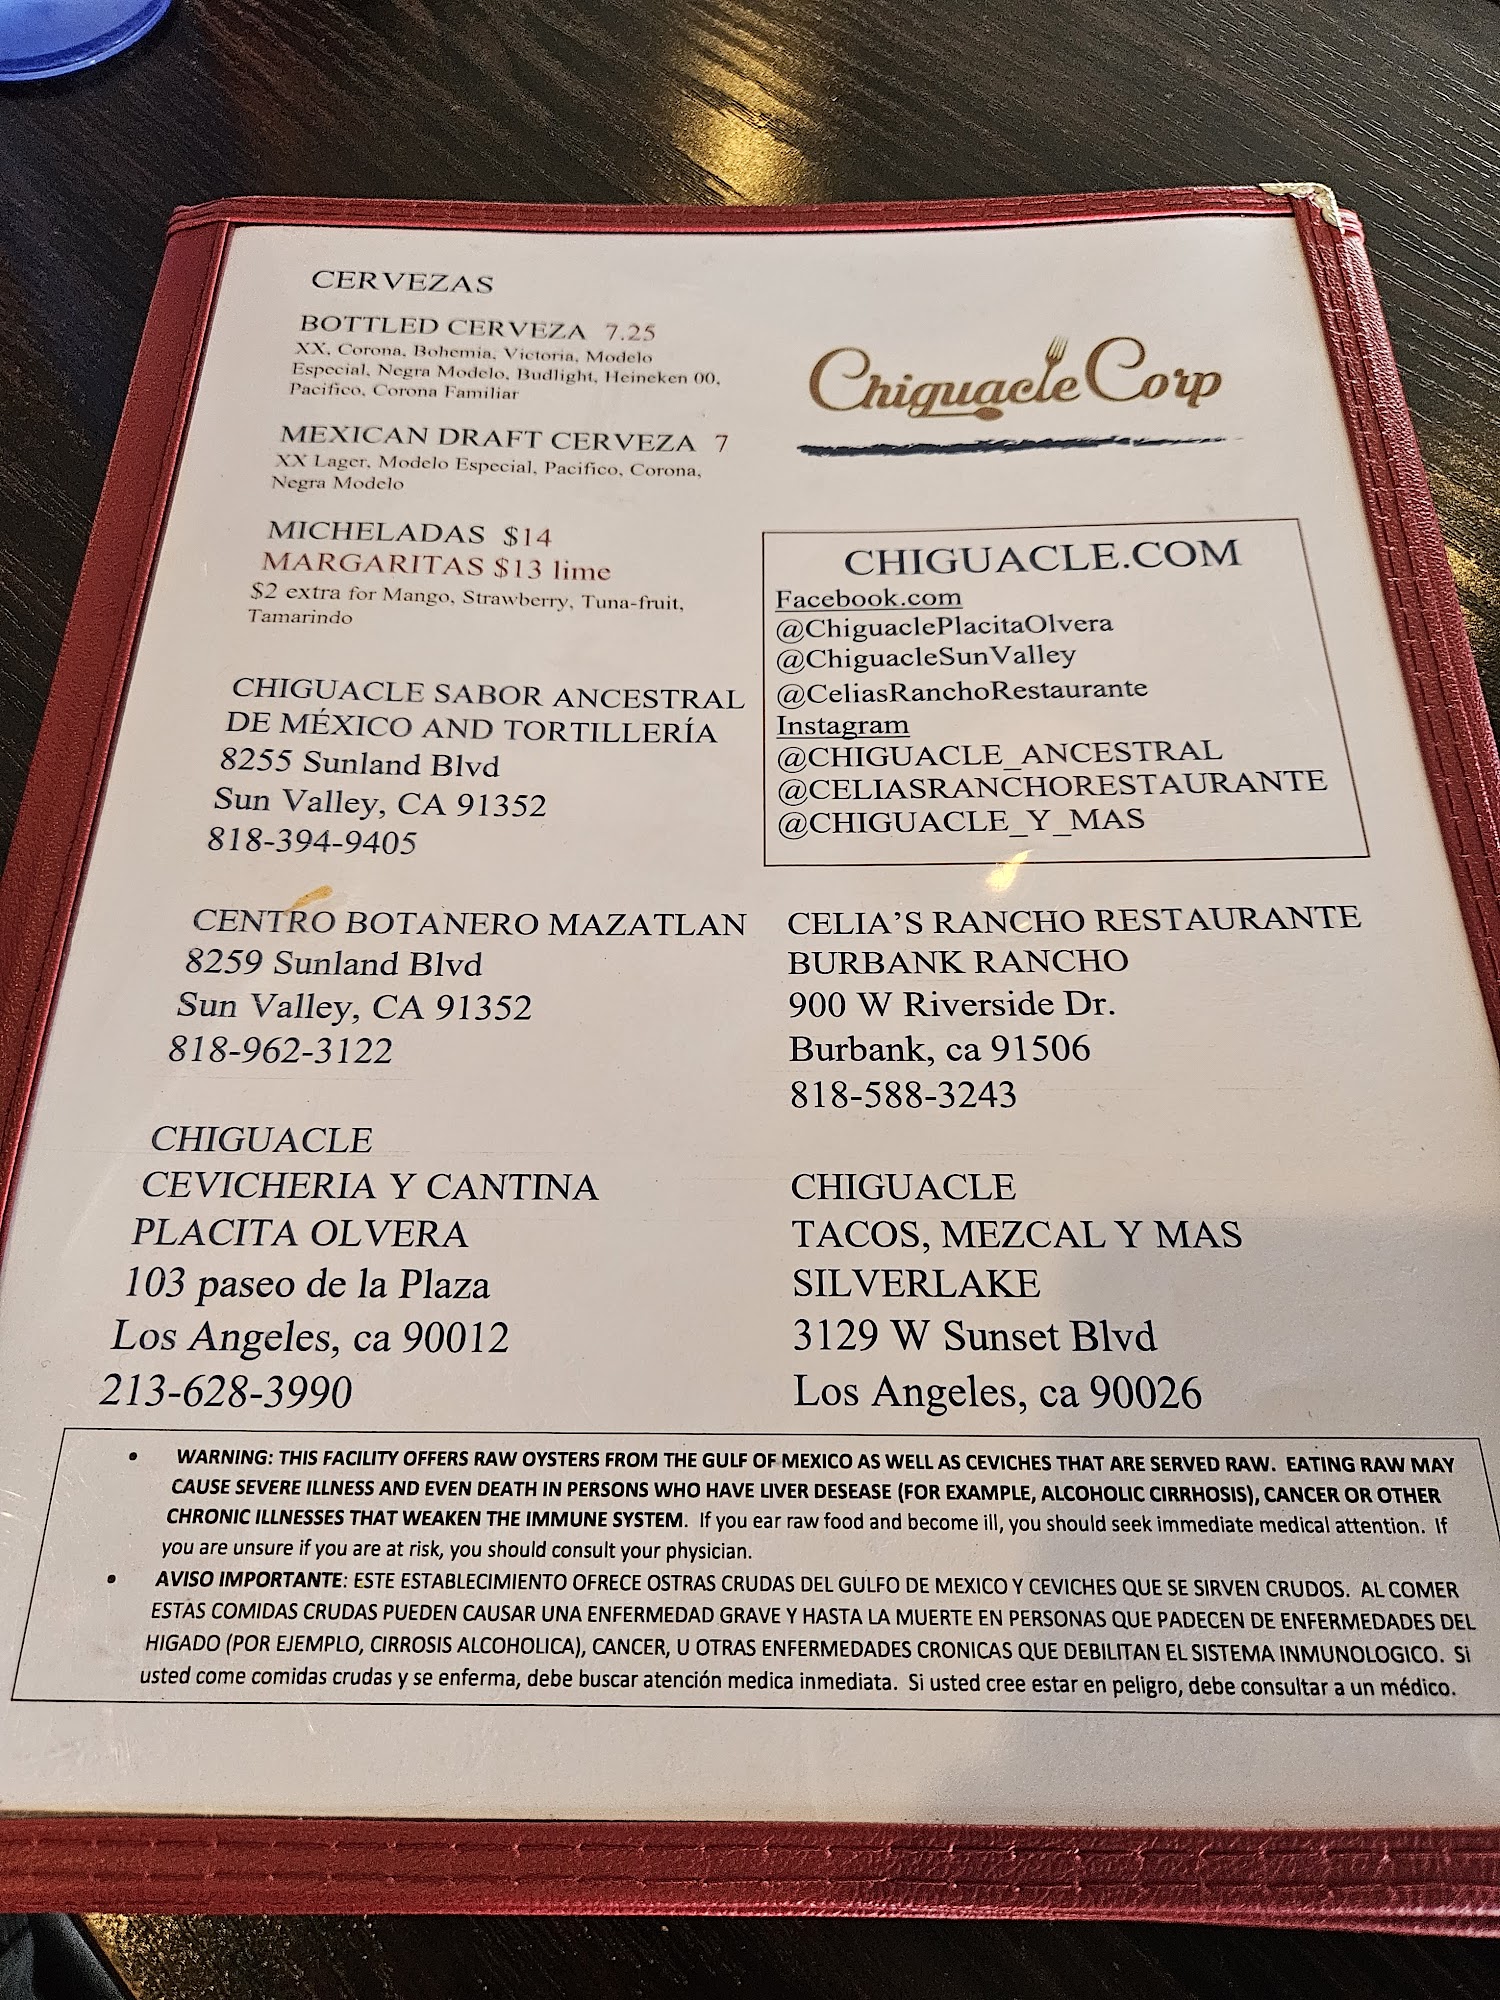 CERVEZAS
BOTTLED CERVEZA 7.25
XX, Corona, Bohemia, Victoria, Modelo
Especial, Negra Modelo, Budlight, Heineken 00,
Pacifico, Corona Familiar
MEXICAN DRAFT CERVEZA 7
XX Lager, Modelo Especial, Pacifico, Corona,
Negra Modelo
MICHELADAS $14
MARGARITAS $13 lime
$2 extra for Mango, Strawberry, Tuna-fruit,
Tamarindo
Chiguacle Corp
CHIGUACLE.COM
Facebook.com
@ChiguaclePlacitaOlvera
@ChiguacleSunValley
@CeliasRanchoRestaurante
Instagram
@CHIGUACLE_ANCESTRAL
@CELIASRANCHORESTAURANTE
@CHIGUACLE_Y_MAS
CHIGUACLE SABOR ANCESTRAL
DE MÉXICO AND TORTILLERÍA
8255 Sunland Blvd
Sun Valley, CA 91352
818-394-9405
CENTRO BOTANERO MAZATLAN
8259 Sunland Blvd
Sun Valley, CA 91352
818-962-3122
CELIA'S RANCHO RESTAURANTE
BURBANK RANCHO
900 W Riverside Dr.
Burbank, ca 91506
818-588-3243
CHIGUACLE
CEVICHERIA Y CANTINA
PLACITA OLVERA
103 paseo de la Plaza
Los Angeles, ca 90012
213-628-3990
CHIGUACLE
TACOS, MEZCAL Y MAS
SILVERLAKE
3129 W Sunset Blvd
Los Angeles, ca 90026
• WARNING: THIS FACILITY OFFERS RAW OYSTERS FROM THE GULF OF MEXICO AS WELL AS CEVICHES THAT ARE SERVED RAW. EATING RAW MAY
CAUSE SEVERE ILLNESS AND EVEN DEATH IN PERSONS WHO HAVE LIVER DESEASE (FOR EXAMPLE, ALCOHOLIC CIRRHOSIS), CANCER OR OTHER
CHRONIC ILLNESSES THAT WEAKEN THE IMMUNE SYSTEM. If you ear raw food and become ill, you should seek immediate medical attention. If
you are unsure if you are at risk, you should consult your physician.
• AVISO IMPORTANTE: ESTE ESTABLECIMIENTO OFRECE OSTRAS CRUDAS DEL GULFO DE MEXICO Y CEVICHES QUE SE SIRVEN CRUDOS. AL COMER
ESTAS COMIDAS CRUDAS PUEDEN CAUSAR UNA ENFERMEDAD GRAVE Y HASTA LA MUERTE EN PERSONAS QUE PADECEN DE ENFERMEDADES DEL
HIGADO (POR EJEMPLO, CIRROSIS ALCOHOLICA), CANCER, U OTRAS ENFERMEDADES CRONICAS QUE DEBILITAN EL SISTEMA INMUNOLOGICO. Si
usted come comidas crudas y se enferma, debe buscar atención medica inmediata. Si usted cree estar en peligro, debe consultar a un médico.